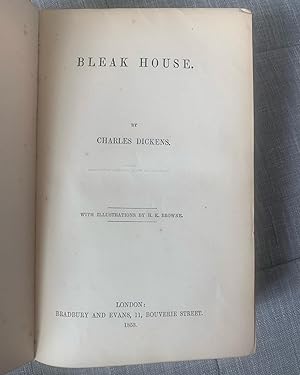 BLEAK HOUSE.
BY
CHARLES DICKENS.
WITH ILLUSTRATIONS BY H. K. BROWNE.
LONDON:
BRADBURY AND EVANS, 11, BOUVERIE STREET.
1853.